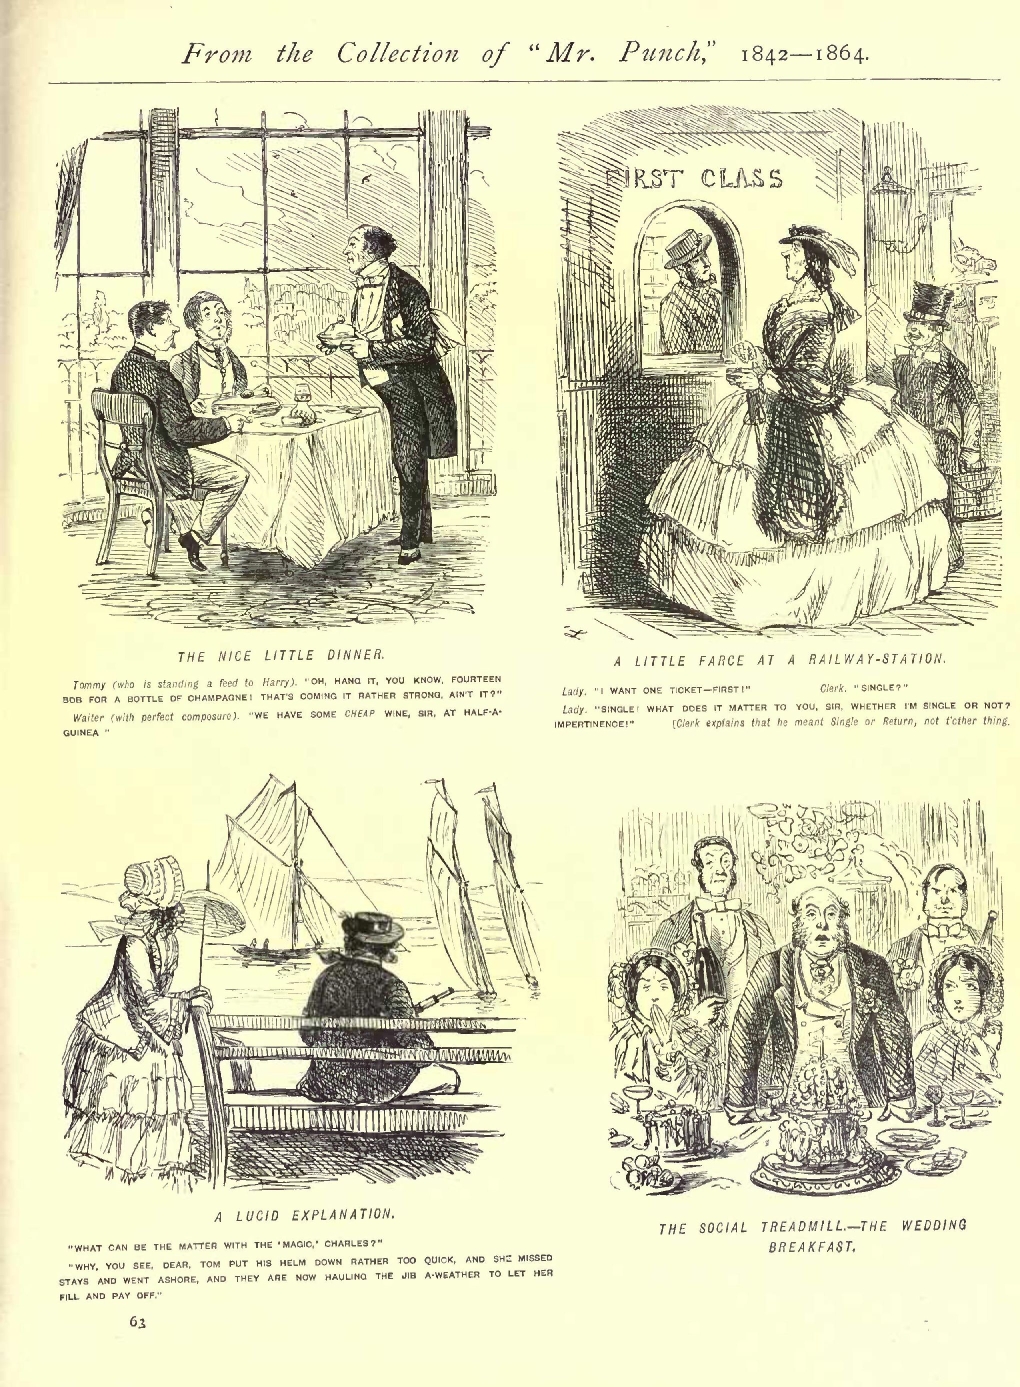 From the Collection of "Mr. Punch," 1842—1864.
FIRST CLASS
THE NICE LITTLE DINNER.
Tommy (who is standing a feed to Harry). "OH, HANG IT, YOU KNOW, FOURTEEN
BOB FOR A BOTTLE OF CHAMPAGNE! THAT'S COMING IT RATHER STRONG, AIN'T IT?"
Waiter (with perfect composure). "WE HAVE SOME CHEAP WINE, SIR, AT HALF-A-
GUINEA"
A LITTLE FARCE AT A RAILWAY-STATION.
Lady. "I WANT ONE TICKET—FIRST!" Clerk. "SINGLE?"
Lady. "SINGLE! WHAT DOES IT MATTER TO YOU, SIR, WHETHER I'M SINGLE OR NOT?
IMPERTINENCE!" [Clerk explains that he meant Single or Return, not t'other thing.
A LUCID EXPLANATION.
"WHAT CAN BE THE MATTER WITH THE 'MAGIC,' CHARLES?"
"WHY, YOU SEE, DEAR, TOM PUT HIS HELM DOWN RATHER TOO QUICK, AND SHE MISSED
STAYS AND WENT ASHORE, AND THEY ARE NOW HAULING THE JIB A-WEATHER TO LET HER
FILL AND PAY OFF."
THE SOCIAL TREADMILL.—THE WEDDING
BREAKFAST.
63